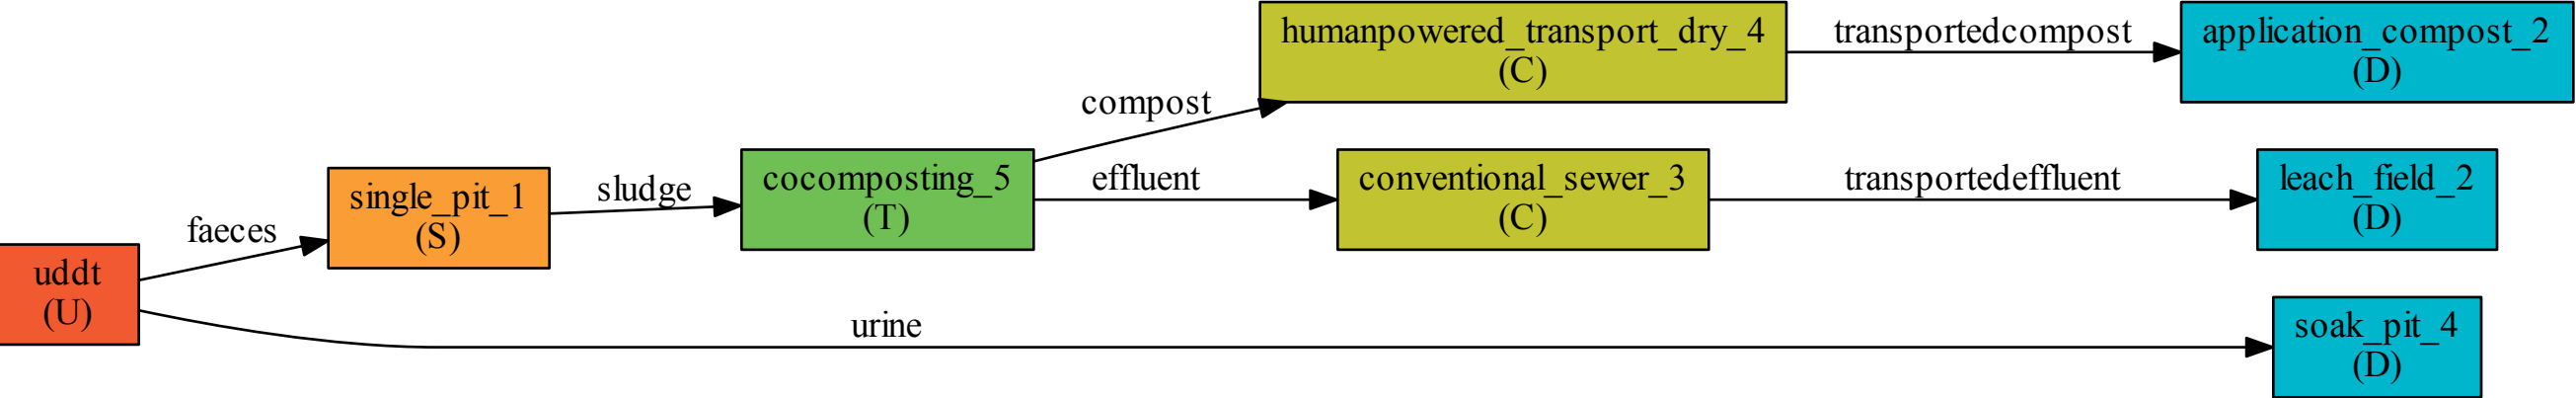 humanpowered_transport_dry_4
(C)
transportedcompost
application_compost_2
(D)
compost
cocomposting_5
(T)
effluent
conventional_sewer_3
(C)
transportedeffluent
leach_field_2
(D)
single_pit_1
(S)
sludge
faeces
uddt
(U)
urine
soak_pit_4
(D)